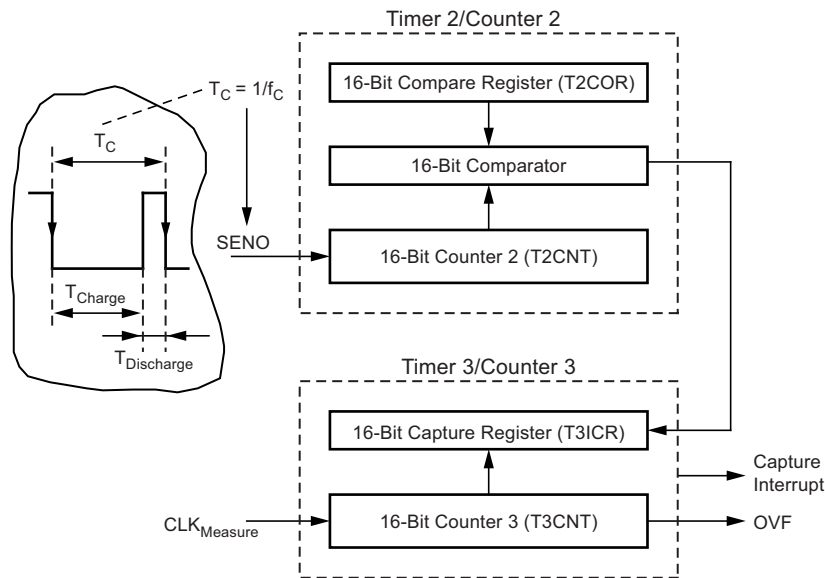 Timer 2/Counter 2
T_C = 1/f_C
16-Bit Compare Register (T2COR)
T_C
16-Bit Comparator
SENO
16-Bit Counter 2 (T2CNT)
T_Charge
T_Discharge
Timer 3/Counter 3
16-Bit Capture Register (T3ICR)
Capture
Interrupt
CLK_Measure
16-Bit Counter 3 (T3CNT)
OVF